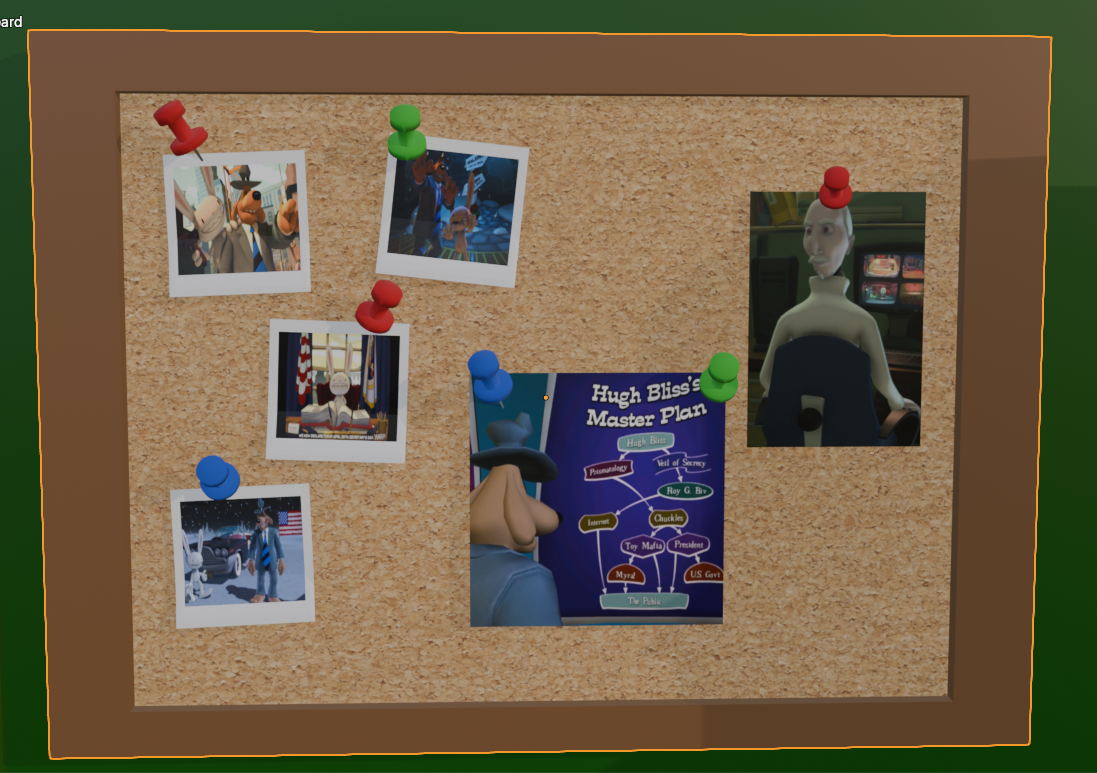 ard
Hugh Bliss's
Master Plan
Hugh Bliss
Prismatology
Veil of Secrecy
Roy G. Biv
Internet
Chuckles
Toy Mafia
President
Myra!
U.S. Govt
The Public